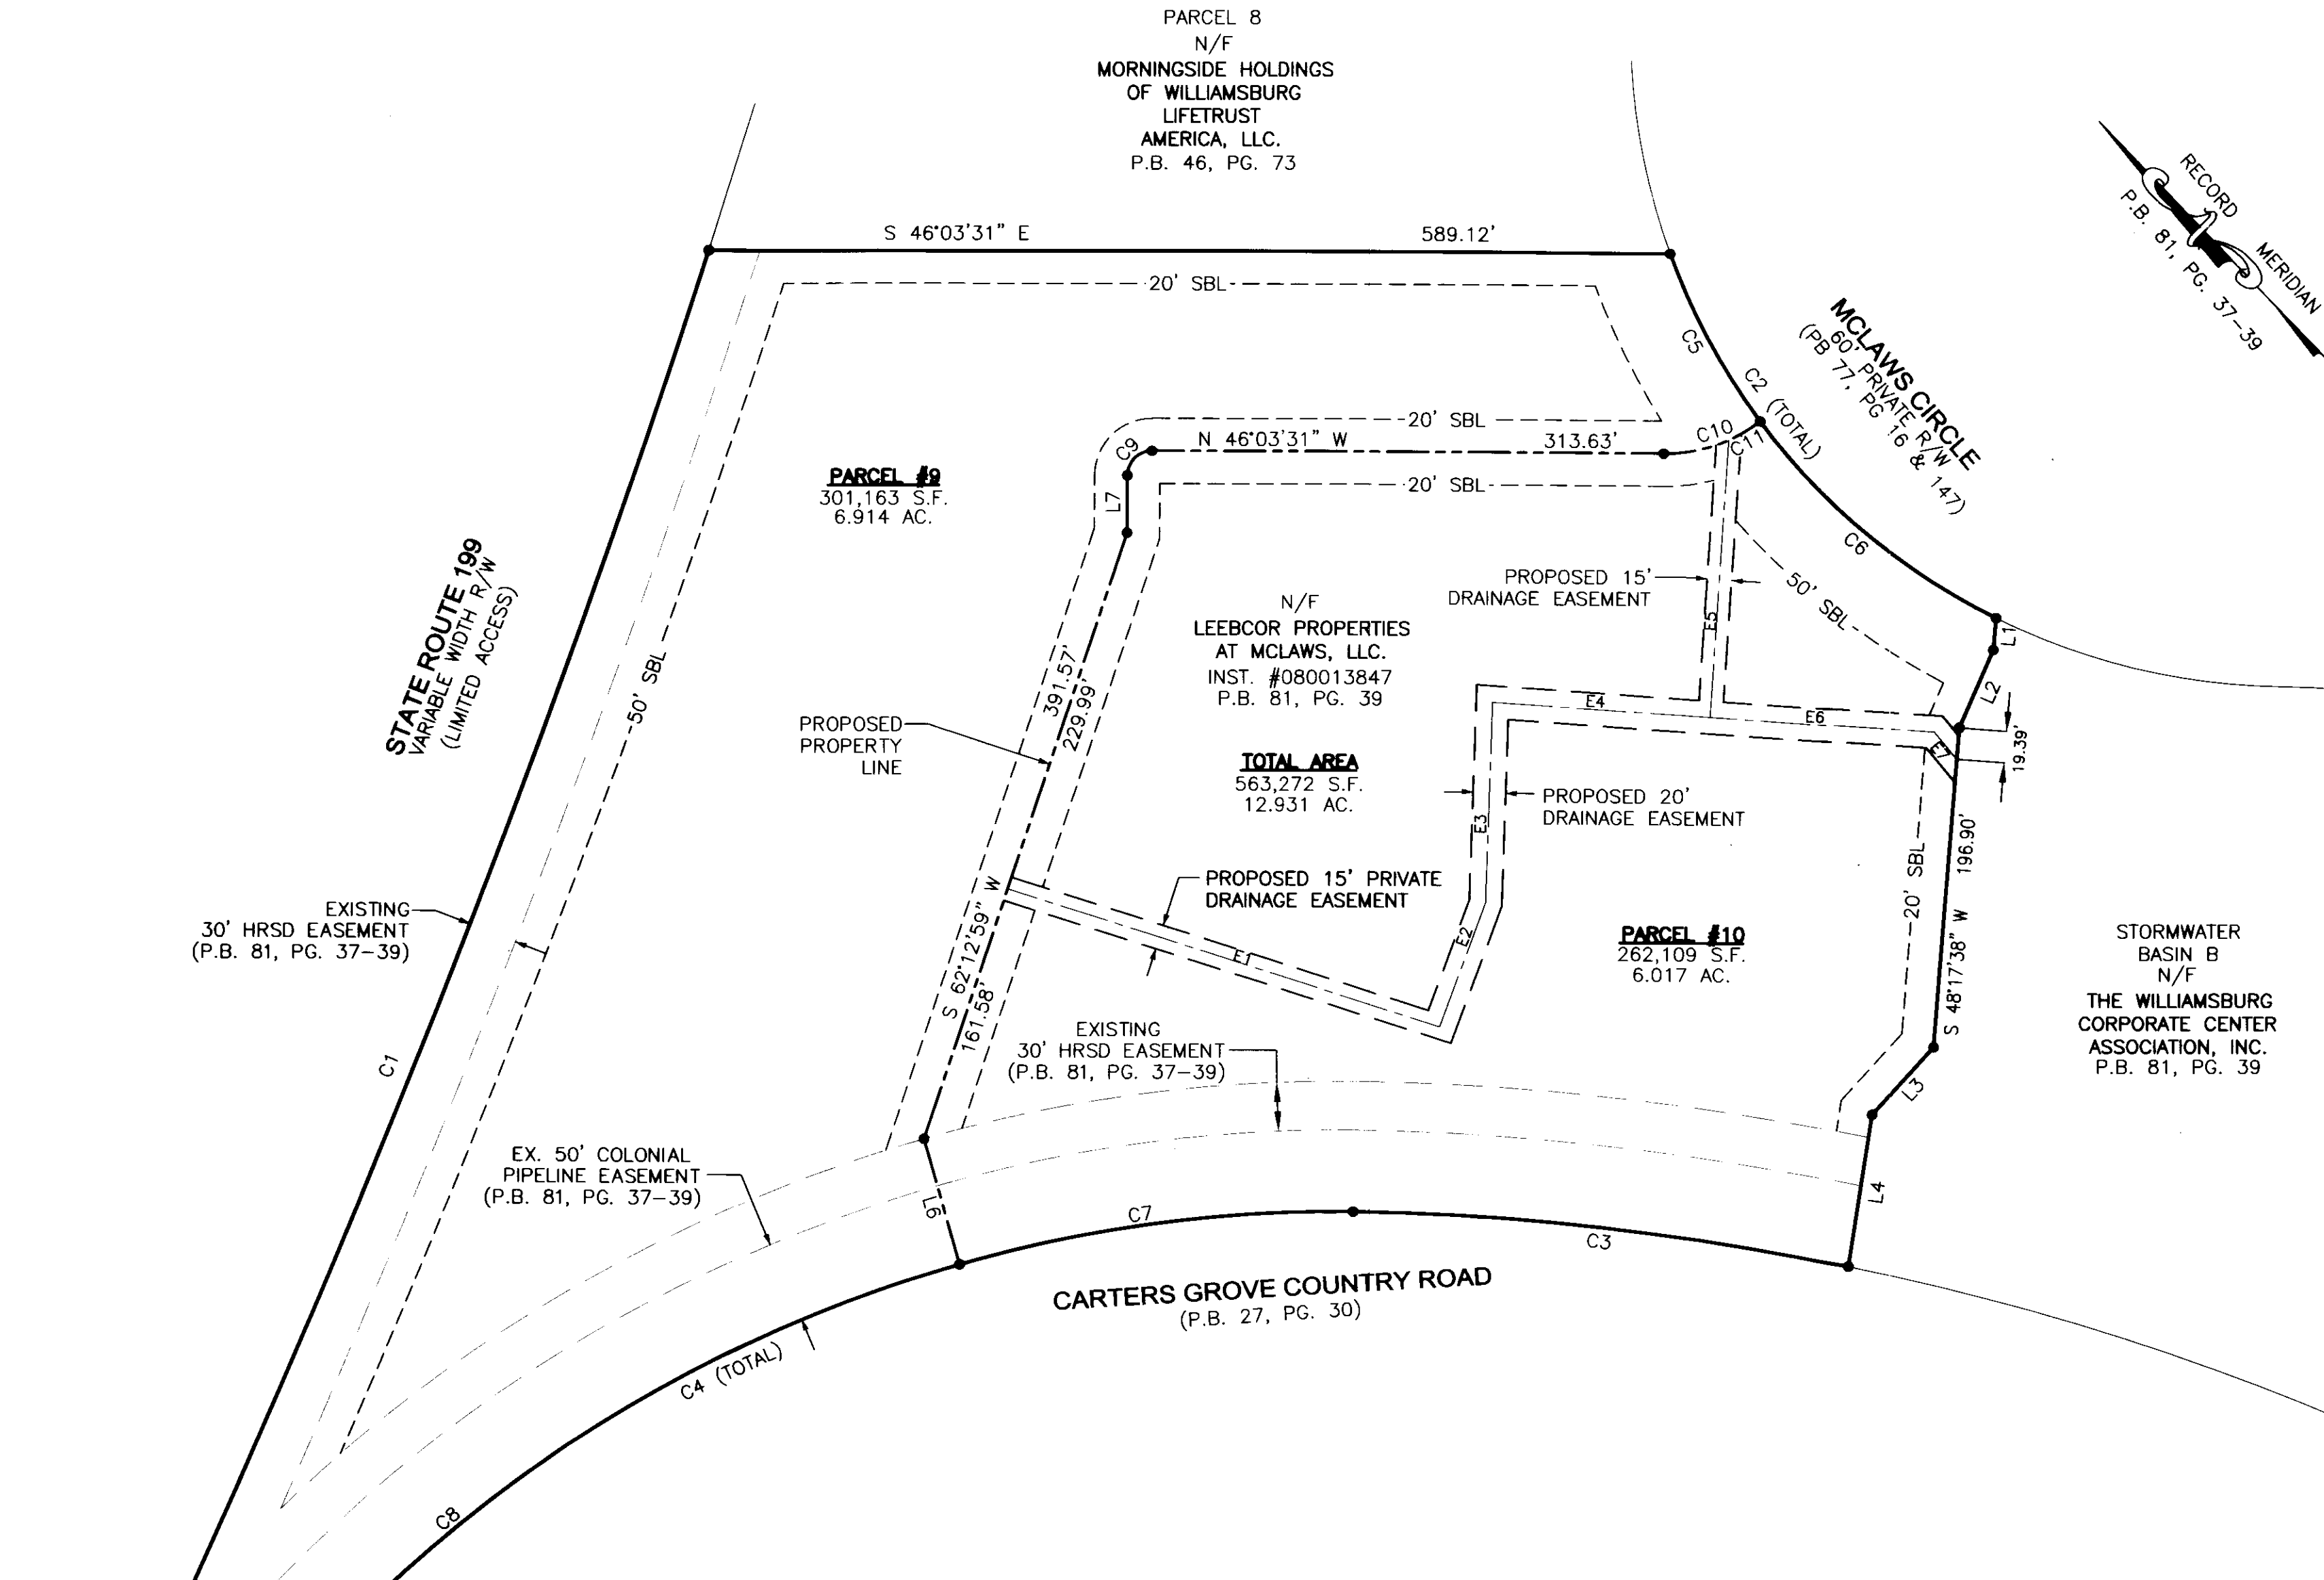 PARCEL 8
N/F
MORNINGSIDE HOLDINGS
OF WILLIAMSBURG
LIFETRUST
AMERICA, LLC.
P.B. 46, PG. 73
RECORD
MERIDIAN
P.B. 81, PG. 37-39
S 46°03'31" E
589.12'
20' SBL
MCLAWS CIRCLE
60' PRIVATE R/W
(PB 77, PG 16 & 147)
C5
C2 (TOTAL)
20' SBL
C10
C11
C9
N 46°03'31" W
313.63'
PARCEL #9
301,163 S.F.
6.914 AC.
L7
20' SBL
C6
STATE ROUTE 199
VARIABLE WIDTH R/W
(LIMITED ACCESS)
50' SBL
PROPOSED 15'
DRAINAGE EASEMENT
50' SBL
N/F
LEEBCOR PROPERTIES
AT MCLAWS, LLC.
INST. #080013847
P.B. 81, PG. 39
E5
L1
L2
391.57'
229.99'
E4
E6
E7
19.39'
PROPOSED
PROPERTY
LINE
TOTAL AREA
563,272 S.F.
12.931 AC.
E3
PROPOSED 20'
DRAINAGE EASEMENT
20' SBL
S 48°17'38" W 196.90'
PROPOSED 15' PRIVATE
DRAINAGE EASEMENT
EXISTING
30' HRSD EASEMENT
(P.B. 81, PG. 37-39)
S 62°12'59" W
161.58'
E1
E2
PARCEL #10
262,109 S.F.
6.017 AC.
STORMWATER
BASIN B
N/F
THE WILLIAMSBURG
CORPORATE CENTER
ASSOCIATION, INC.
P.B. 81, PG. 39
C1
EXISTING
30' HRSD EASEMENT
(P.B. 81, PG. 37-39)
L3
EX. 50' COLONIAL
PIPELINE EASEMENT
(P.B. 81, PG. 37-39)
L6
C7
C3
L4
CARTERS GROVE COUNTRY ROAD
(P.B. 27, PG. 30)
C4 (TOTAL)
C8